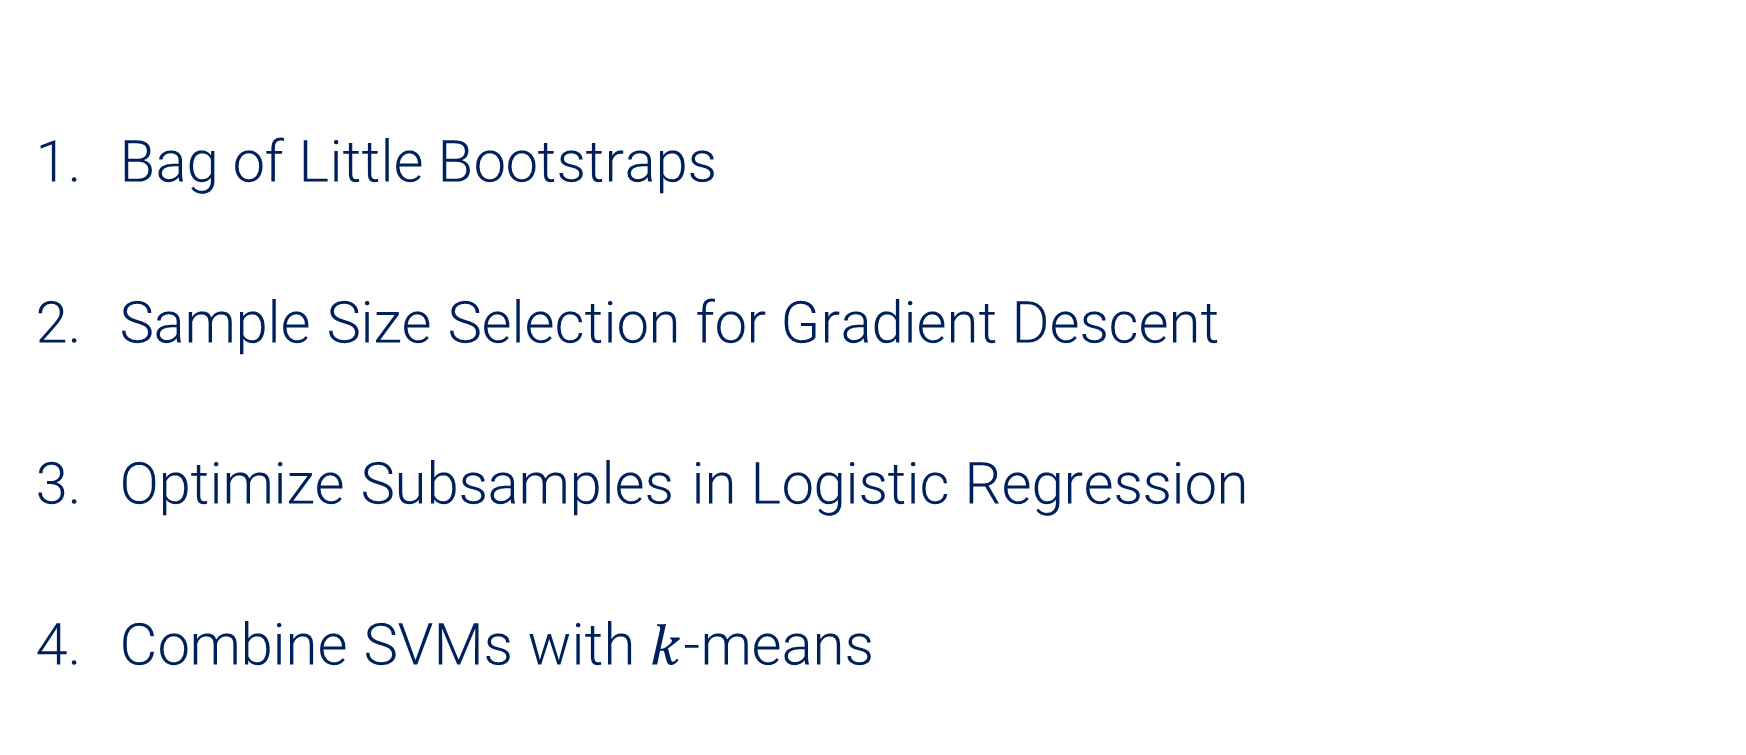 1. Bag of Little Bootstraps
2. Sample Size Selection for Gradient Descent
3. Optimize Subsamples in Logistic Regression
4. Combine SVMs with k-means